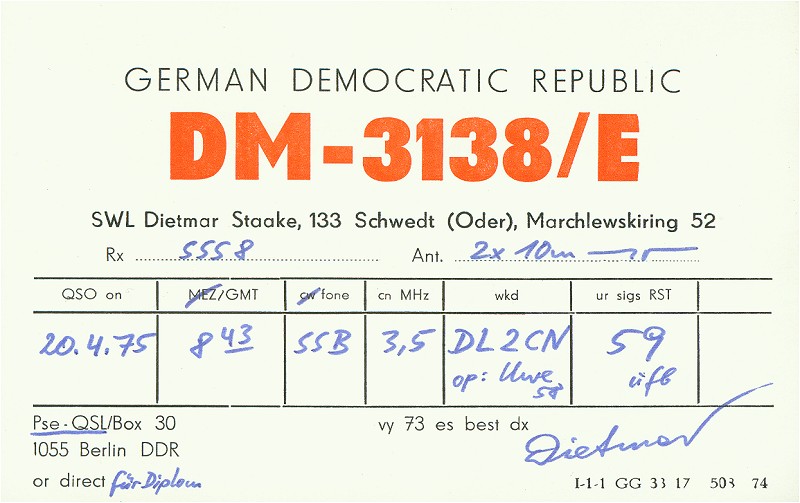 GERMAN DEMOCRATIC REPUBLIC
DM-3138/E
SWL Dietmar Staake, 133 Schwedt (Oder), Marchlewskiring 52
Rx 5558 Ant. 2x 10m
QSO on MEZ/GMT cw fone cn MHz wkd ur sigs RST
20.4.75 8 43 SSB 3,5 DL2CN 59
op: Uwe ufb
58
Pse-QSL/Box 30 vy 73 es best dx
1055 Berlin DDR Dietmar
or direct für Diplom I-1-1 GG 33 17 503 74